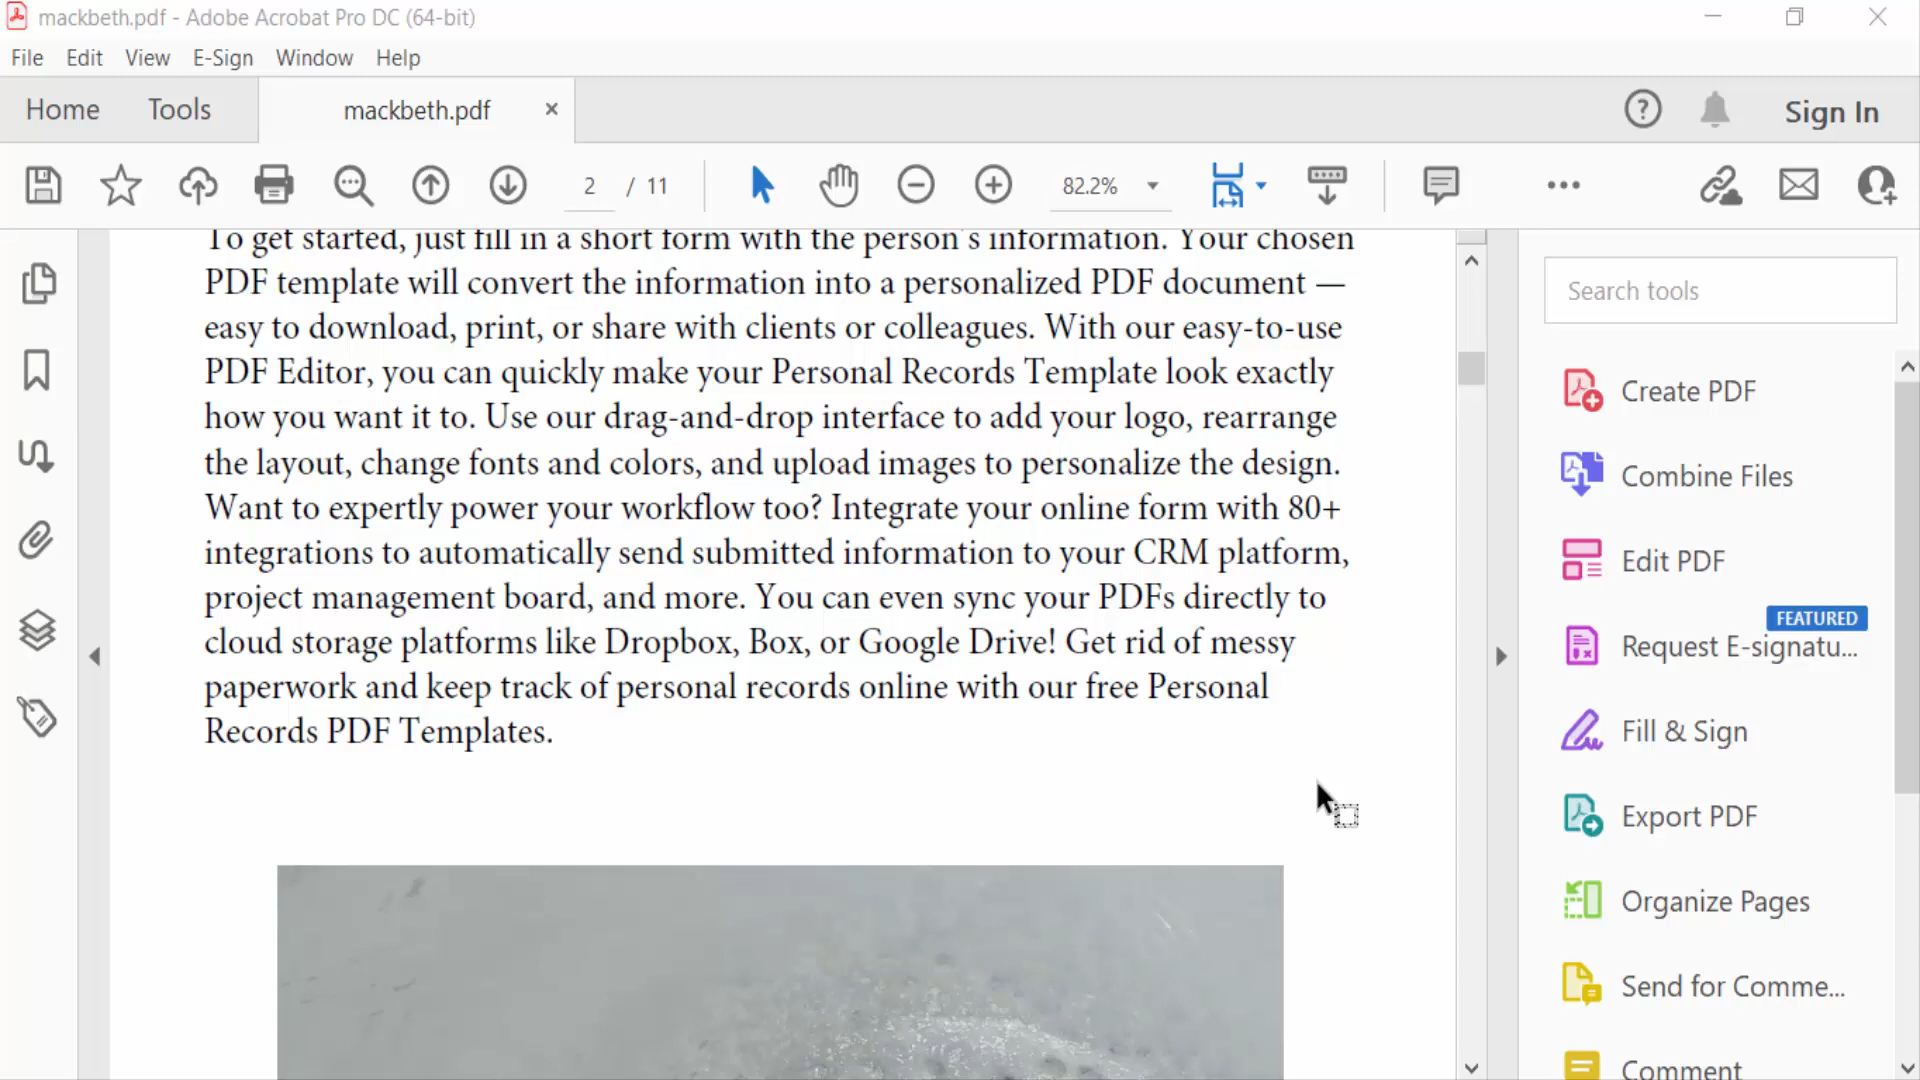 mackbeth.pdf - Adobe Acrobat Pro DC (64-bit)
File Edit View E-Sign Window Help
Home Tools mackbeth.pdf × Sign In
2 / 11 82.2%
To get started, just fill in a short form with the person's information. Your chosen
PDF template will convert the information into a personalized PDF document —
easy to download, print, or share with clients or colleagues. With our easy-to-use
PDF Editor, you can quickly make your Personal Records Template look exactly
how you want it to. Use our drag-and-drop interface to add your logo, rearrange
the layout, change fonts and colors, and upload images to personalize the design.
Want to expertly power your workflow too? Integrate your online form with 80+
integrations to automatically send submitted information to your CRM platform,
project management board, and more. You can even sync your PDFs directly to
cloud storage platforms like Dropbox, Box, or Google Drive! Get rid of messy
paperwork and keep track of personal records online with our free Personal
Records PDF Templates.
Search tools
Create PDF
Combine Files
Edit PDF
FEATURED
Request E-signatu...
Fill & Sign
Export PDF
Organize Pages
Send for Comme...
Comment